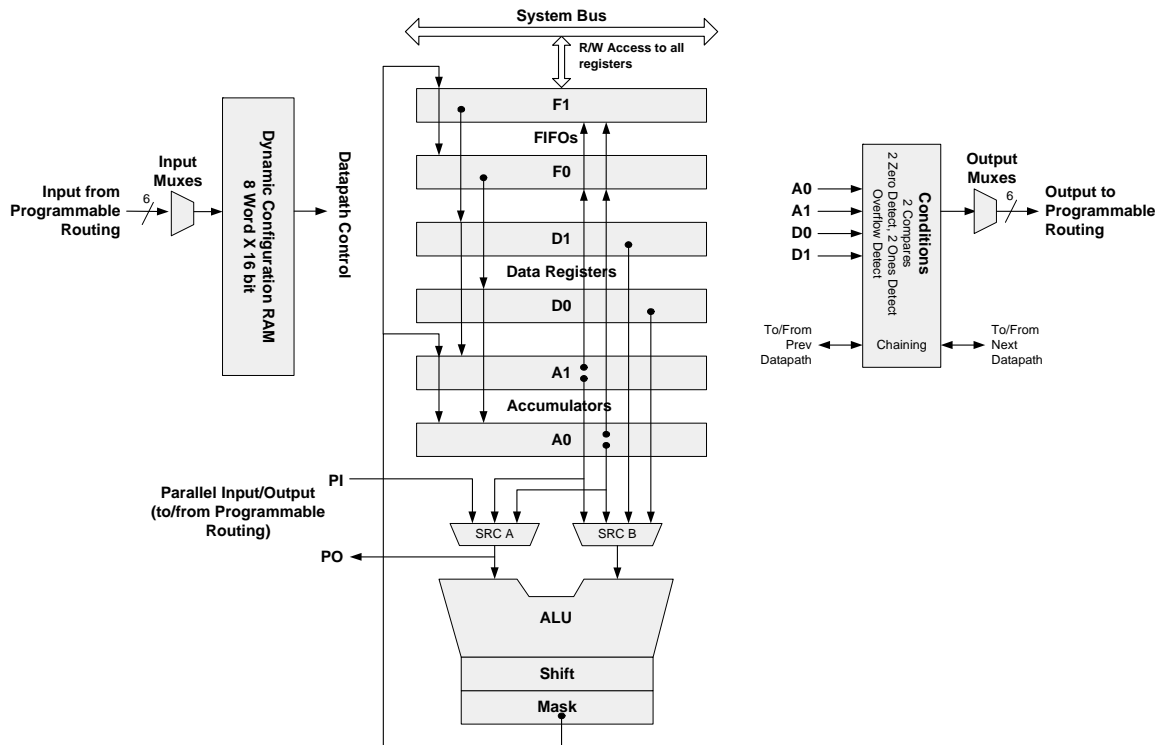 System Bus
R/W Access to all
registers
F1
FIFOs
F0
D1
Data Registers
D0
A1
Accumulators
A0
Input from
Programmable
Routing
6
Input
Muxes
Dynamic Configuration RAM
8 Word X 16 bit
Datapath Control
A0
A1
D0
D1
Conditions
2 Compares
2 Zero Detect, 2 Ones Detect
Overflow Detect
Chaining
Output
Muxes
6
Output to
Programmable
Routing
To/From
Prev
Datapath
To/From
Next
Datapath
PI
Parallel Input/Output
(to/from Programmable
Routing)
PO
SRC A
SRC B
ALU
Shift
Mask